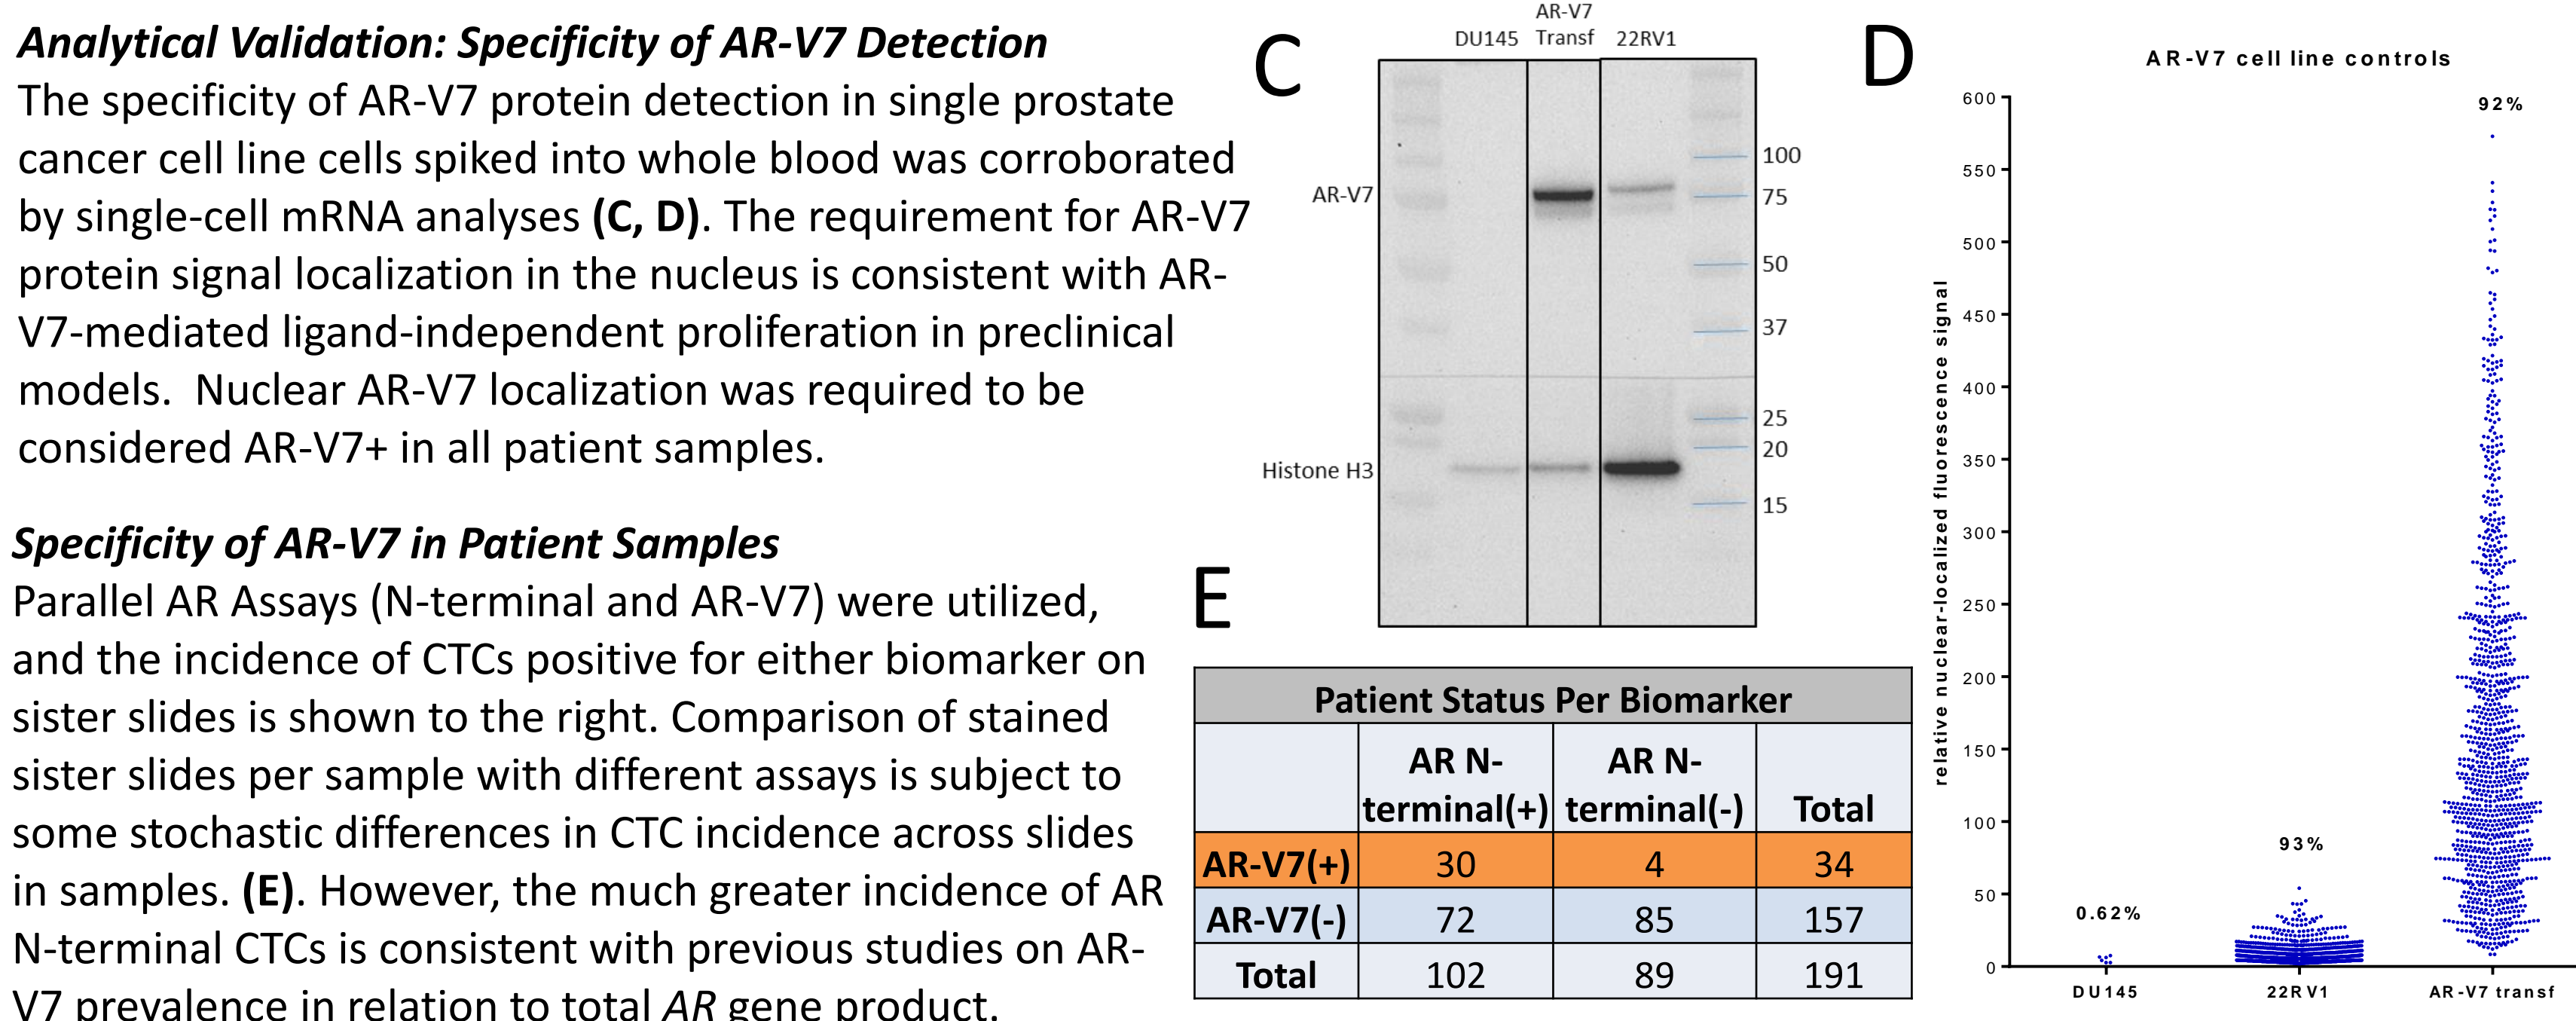 Analytical Validation: Specificity of AR-V7 Detection
The specificity of AR-V7 protein detection in single prostate
cancer cell line cells spiked into whole blood was corroborated
by single-cell mRNA analyses (C, D). The requirement for AR-V7
protein signal localization in the nucleus is consistent with AR-
V7-mediated ligand-independent proliferation in preclinical
models.  Nuclear AR-V7 localization was required to be
considered AR-V7+ in all patient samples.
Specificity of AR-V7 in Patient Samples
Parallel AR Assays (N-terminal and AR-V7) were utilized,
and the incidence of CTCs positive for either biomarker on
sister slides is shown to the right. Comparison of stained
sister slides per sample with different assays is subject to
some stochastic differences in CTC incidence across slides
in samples. (E). However, the much greater incidence of AR
N-terminal CTCs is consistent with previous studies on AR-
V7 prevalence in relation to total AR gene product.
C
AR-V7
DU145 Transf 22RV1
100
AR-V7 75
50
37
25
20
Histone H3
15
E
Patient Status Per Biomarker
AR N- AR N-
terminal(+) terminal(-) Total
AR-V7(+) 30 4 34
AR-V7(-) 72 85 157
Total 102 89 191
D
AR-V7 cell line controls
relative nuclear-localized fluorescence signal
600
550
500
450
400
350
300
250
200
150
100
50
0
0.62%
93%
92%
DU145 22RV1 AR-V7 transf